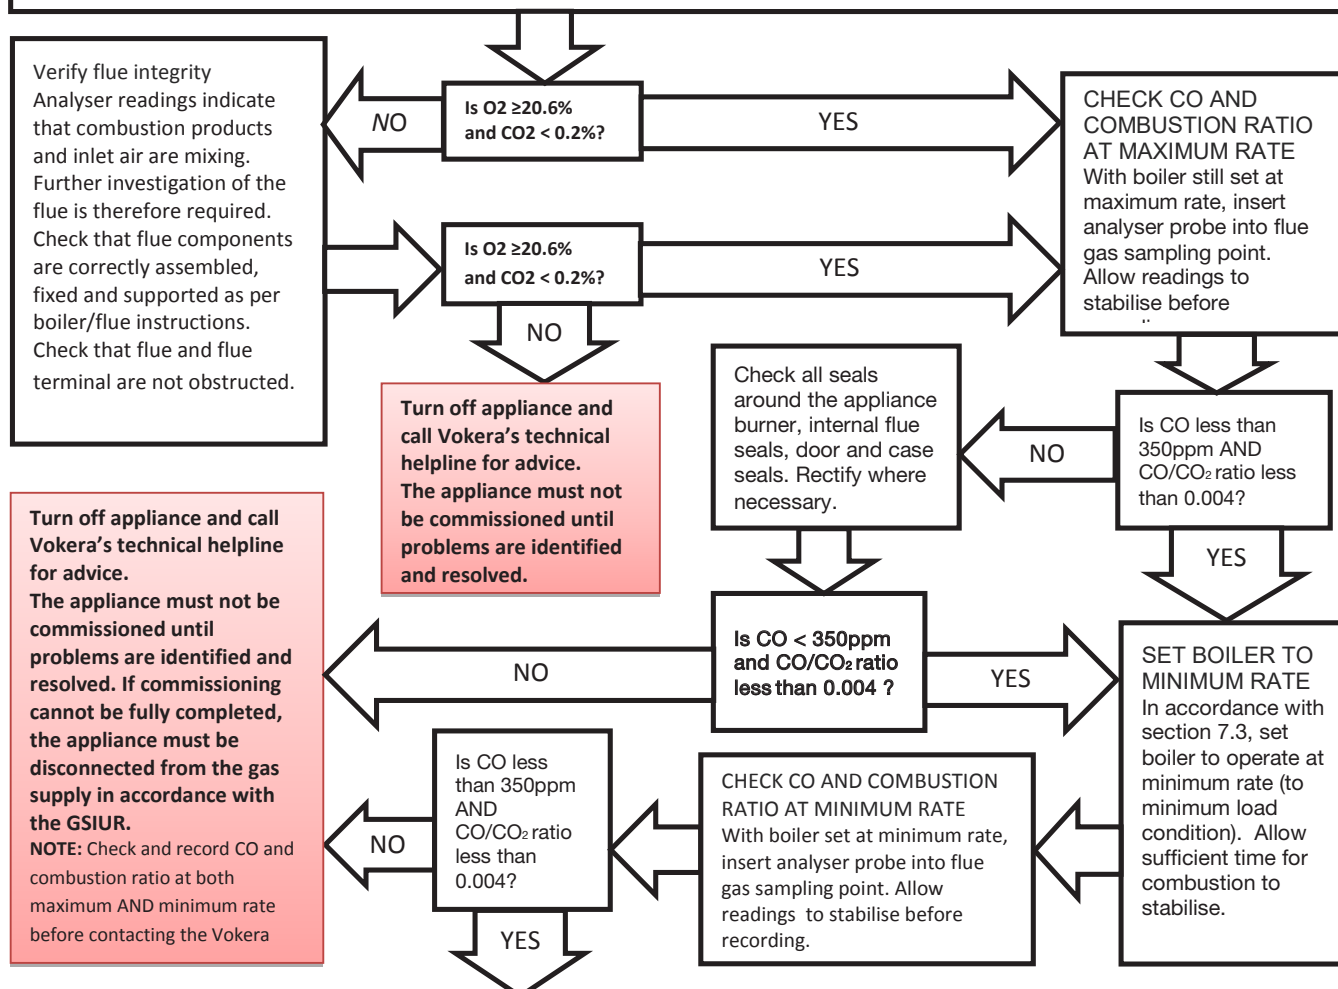 Verify flue integrity
Analyser readings indicate
that combustion products
and inlet air are mixing.
Further investigation of the
flue is therefore required.
Check that flue components
are correctly assembled,
fixed and supported as per
boiler/flue instructions.
Check that flue and flue
terminal are not obstructed.
NO
Is O2 ≥20.6%
and CO2 < 0.2%?
YES
CHECK CO AND
COMBUSTION RATIO
AT MAXIMUM RATE
With boiler still set at
maximum rate, insert
analyser probe into flue
gas sampling point.
Allow readings to
stabilise before
Is O2 ≥20.6%
and CO2 < 0.2%?
YES
NO
Turn off appliance and
call Vokera’s technical
helpline for advice.
The appliance must not
be commissioned until
problems are identified
and resolved.
Check all seals
around the appliance
burner, internal flue
seals, door and case
seals. Rectify where
necessary.
NO
Is CO less than
350ppm AND
CO/CO₂ ratio less
than 0.004?
YES
Turn off appliance and call
Vokera’s technical helpline
for advice.
The appliance must not be
commissioned until
problems are identified and
resolved. If commissioning
cannot be fully completed,
the appliance must be
disconnected from the gas
supply in accordance with
the GSIUR.
NOTE: Check and record CO and
combustion ratio at both
maximum AND minimum rate
before contacting the Vokera
NO
Is CO < 350ppm
and CO/CO₂ ratio
less than 0.004 ?
YES
SET BOILER TO
MINIMUM RATE
In accordance with
section 7.3, set
boiler to operate at
minimum rate (to
minimum load
condition). Allow
sufficient time for
combustion to
stabilise.
CHECK CO AND COMBUSTION
RATIO AT MINIMUM RATE
With boiler set at minimum rate,
insert analyser probe into flue
gas sampling point. Allow
readings to stabilise before
recording.
Is CO less
than 350ppm
AND
CO/CO₂ ratio
less than
0.004?
NO
YES